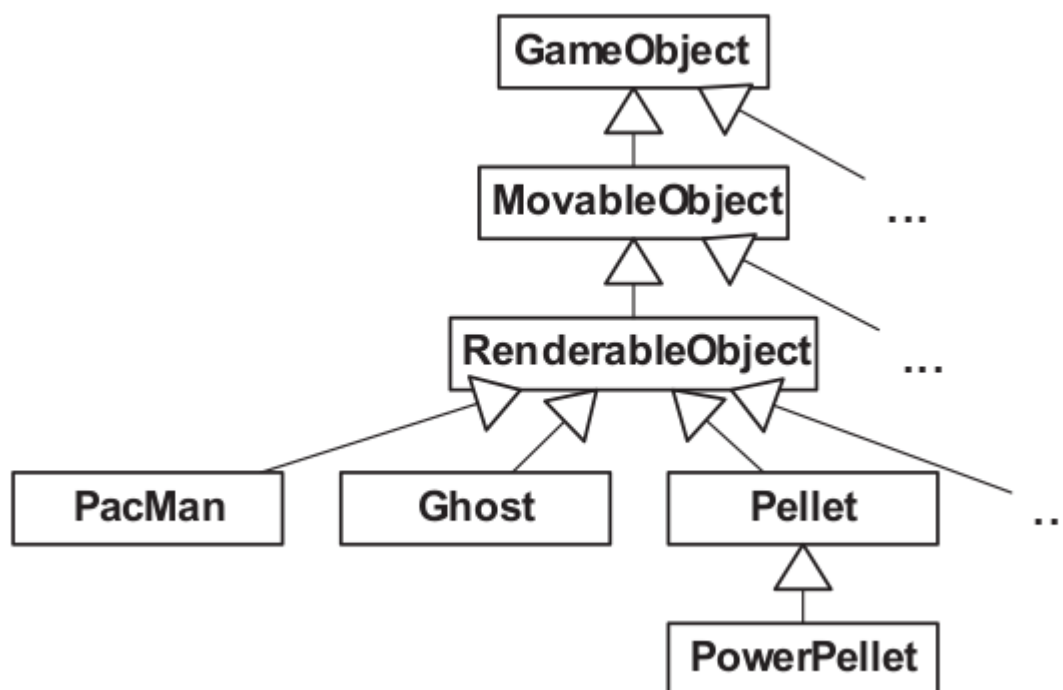 GameObject
MovableObject
...
RenderableObject
...
PacMan
Ghost
Pellet
..
PowerPellet